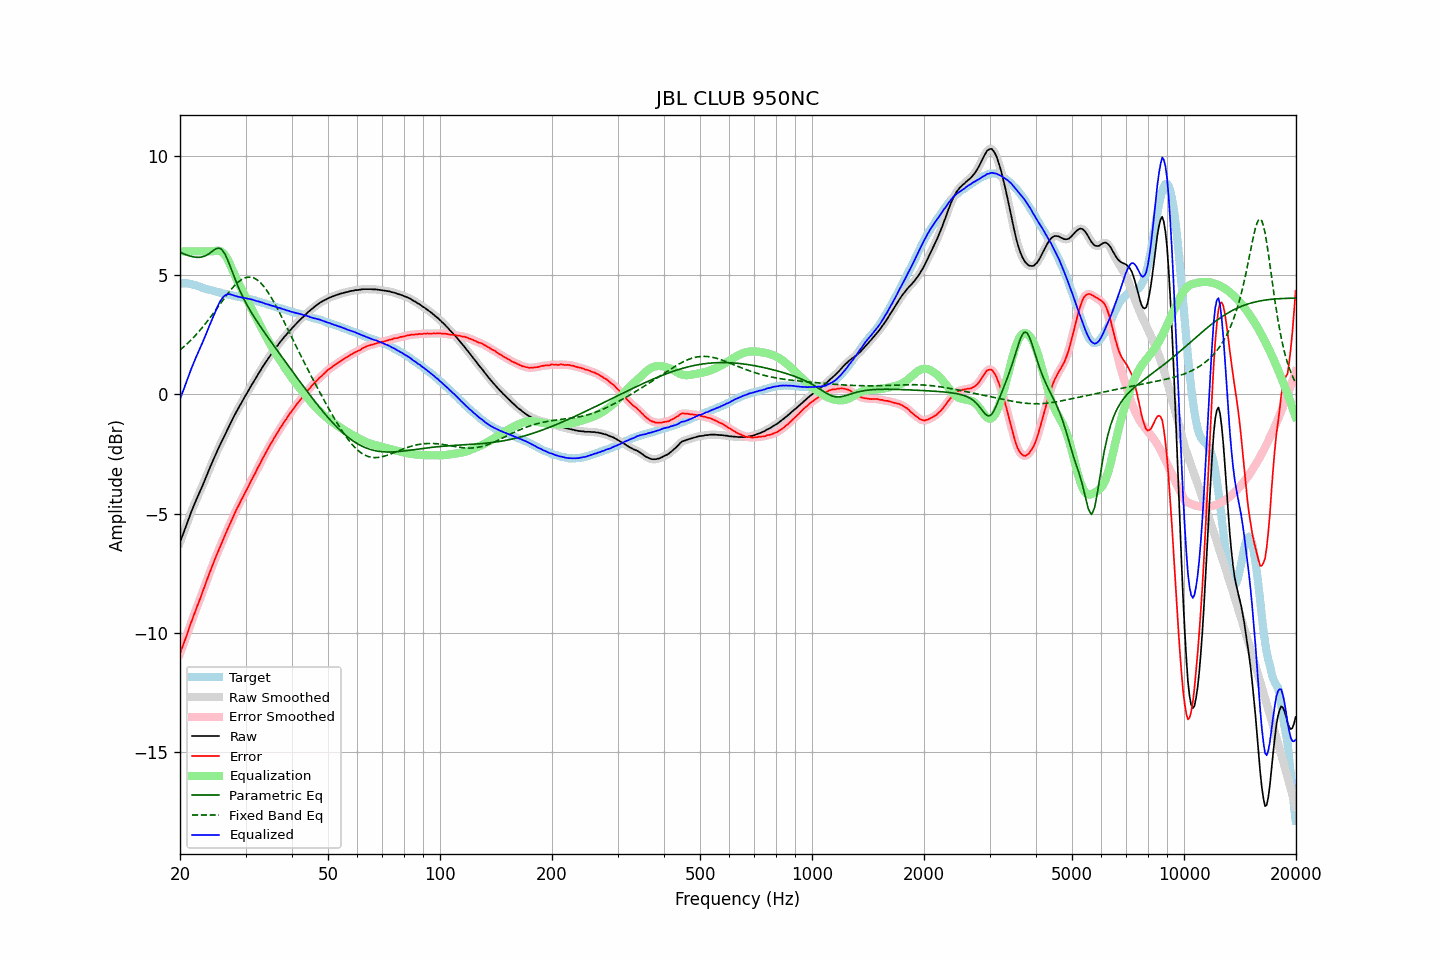 JBL CLUB 950NC
10
5
0
−5
−10
−15
Amplitude (dBr)
Target
Raw Smoothed
Error Smoothed
Raw
Error
Equalization
Parametric Eq
Fixed Band Eq
Equalized
20 50 100 200 500 1000 2000 5000 10000 20000
Frequency (Hz)